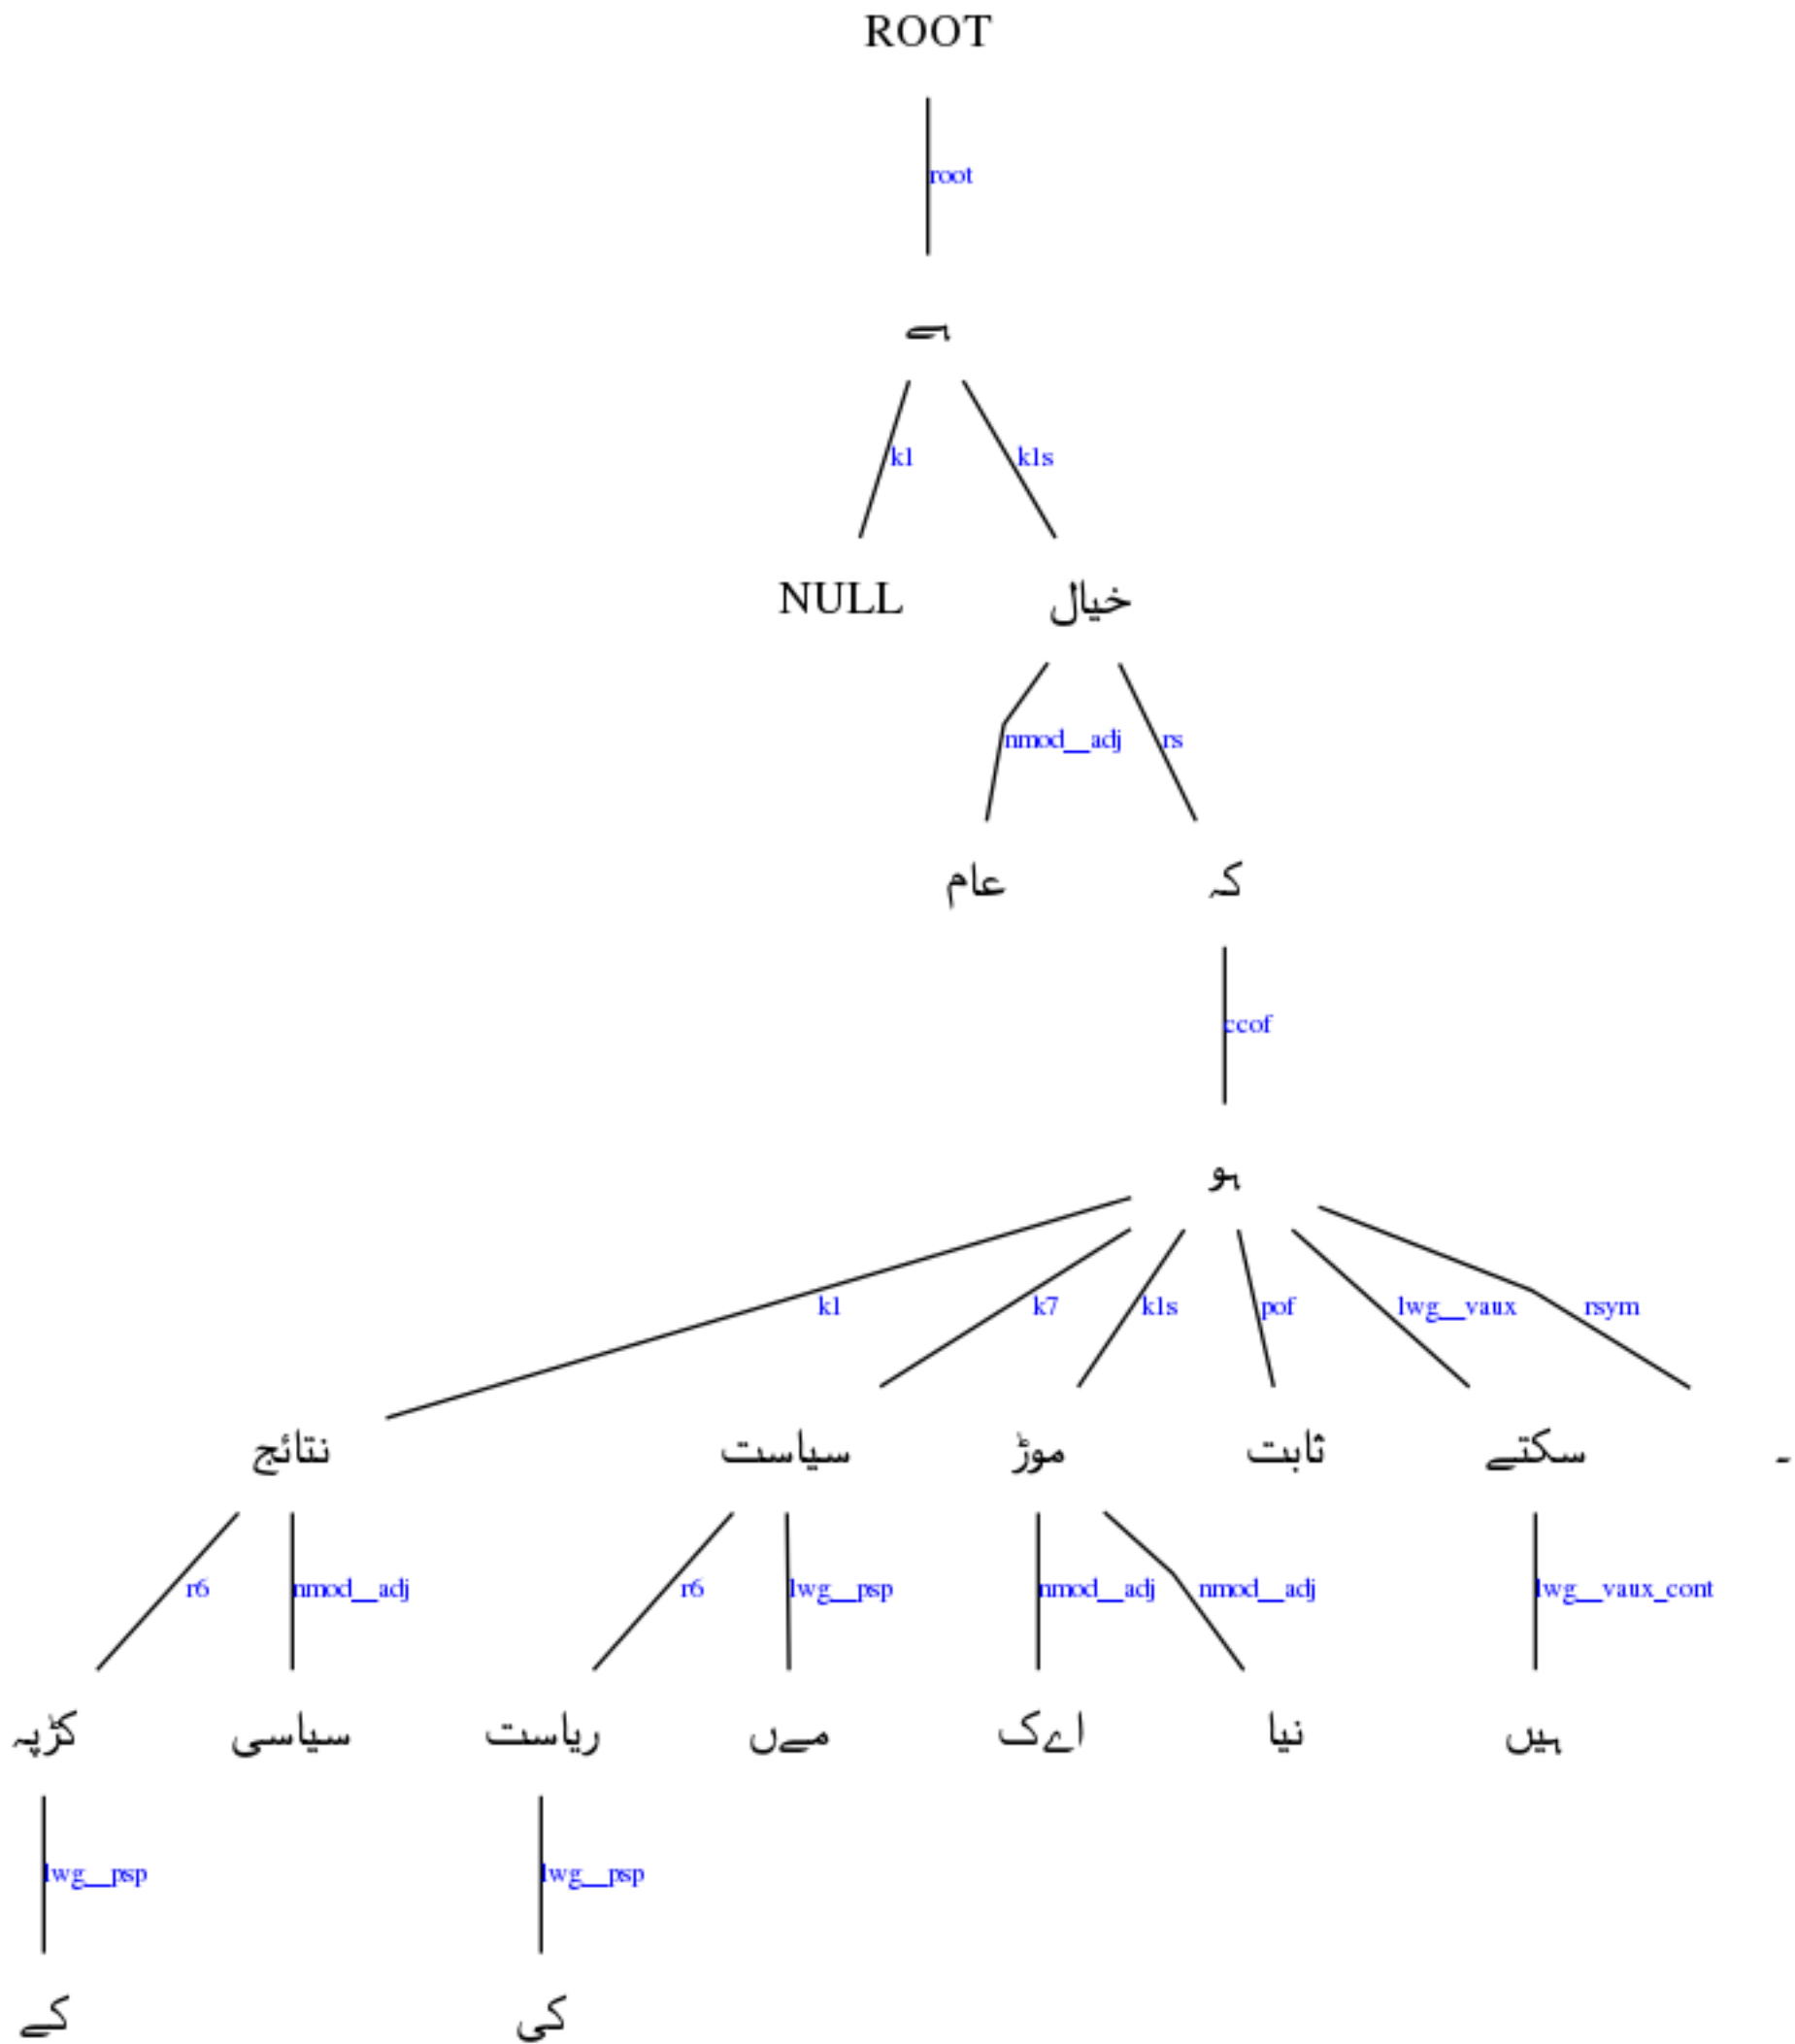 ROOT
root
ہے
k1 k1s
NULL خیال
nmod__adj rs
عام کہ
ccof
ہو
k1 k7 k1s pof lwg__vaux rsym
نتائج سیاست موڑ ثابت سکتے ۔
r6 nmod__adj r6 lwg__psp nmod__adj nmod__adj lwg__vaux_cont
کڑپہ سیاسی ریاست مےں اےک نیا ہیں
lwg__psp lwg__psp
کے کی